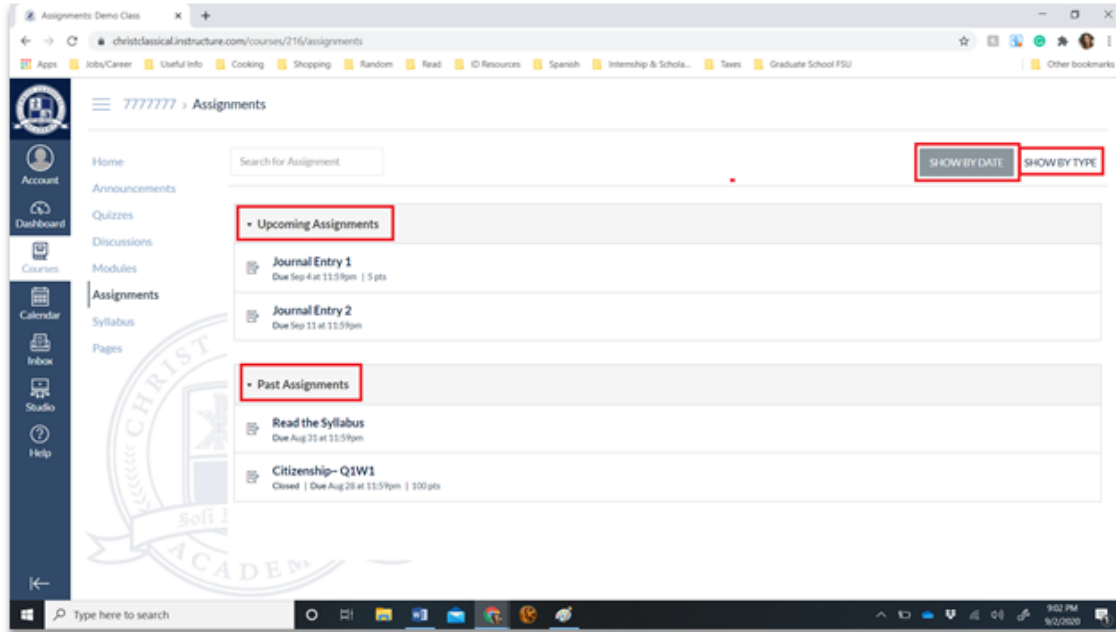 Assignments: Demo Class
christclassical.instructure.com/courses/216/assignments
Apps Jobs/Career Useful Info Cooking Shopping Random Read ID Resources Spanish Internship & Schola... Taxes Graduate School FSU Other bookmarks
7777777 > Assignments
Account
Dashboard
Courses
Calendar
Inbox
Studio
Help
Home
Announcements
Quizzes
Discussions
Modules
Assignments
Syllabus
Pages
Search for Assignment
SHOW BY DATE SHOW BY TYPE
Upcoming Assignments
Journal Entry 1
Due Sep 4 at 11:59pm | 5 pts
Journal Entry 2
Due Sep 11 at 11:59pm
Past Assignments
Read the Syllabus
Due Aug 31 at 11:59pm
Citizenship- Q1W1
Closed | Due Aug 28 at 11:59pm | 100 pts
CHRIST
Soli
ACADEM
Type here to search
9:02 PM
9/2/2020